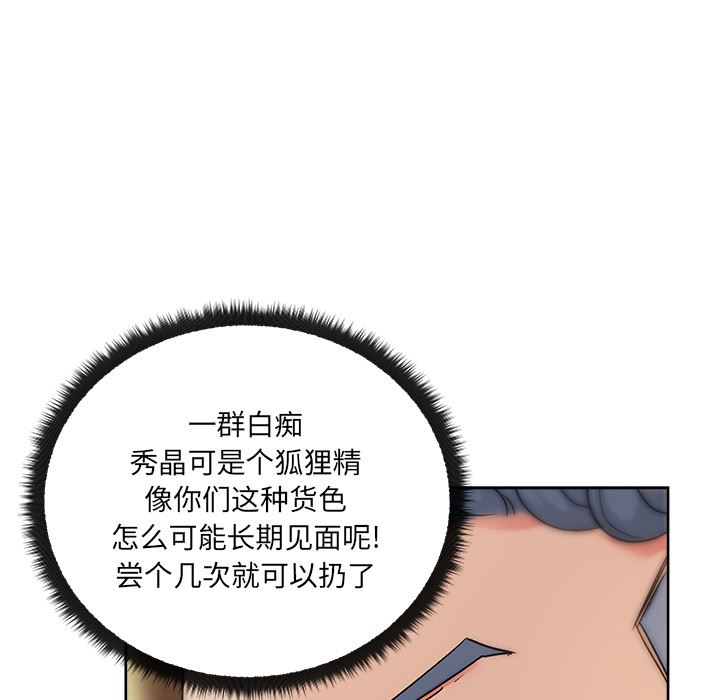 一群白痴
秀晶可是个狐狸精
像你们这种货色
怎么可能长期见面呢!
尝个几次就可以扔了